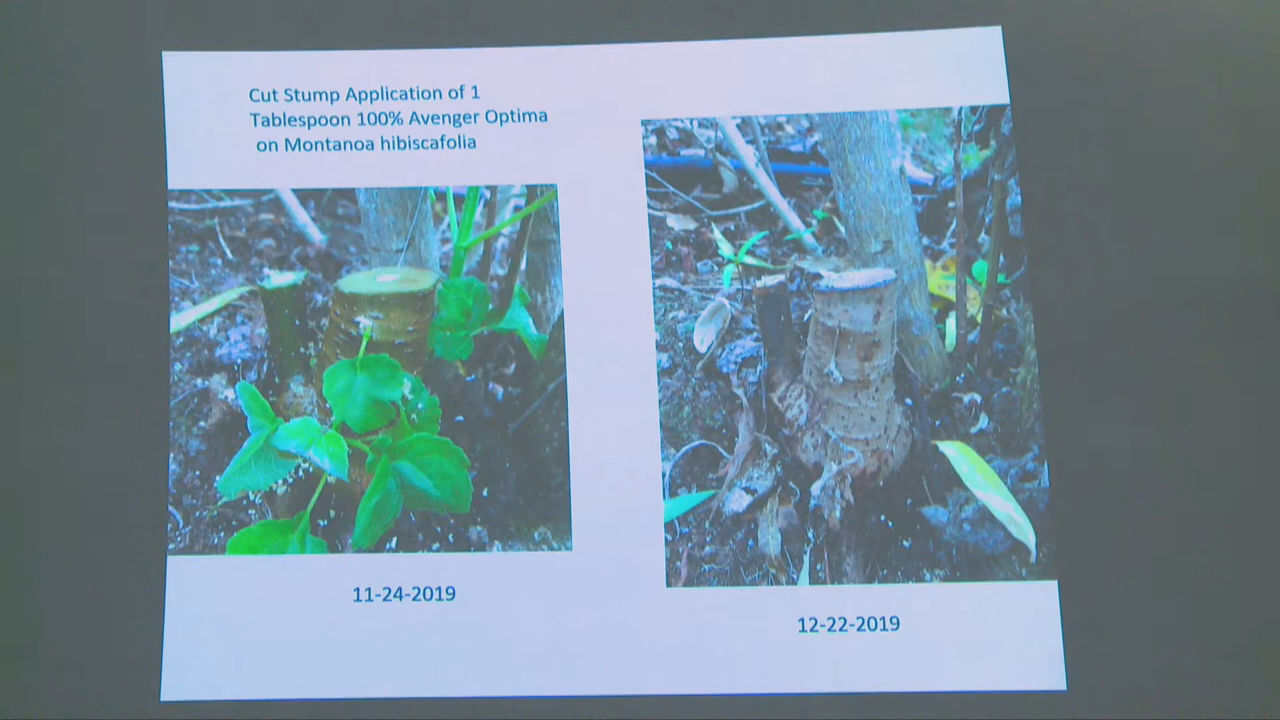 Cut Stump Application of 1
Tablespoon 100% Avenger Optima
on Montanoa hibiscafolia
11-24-2019
12-22-2019